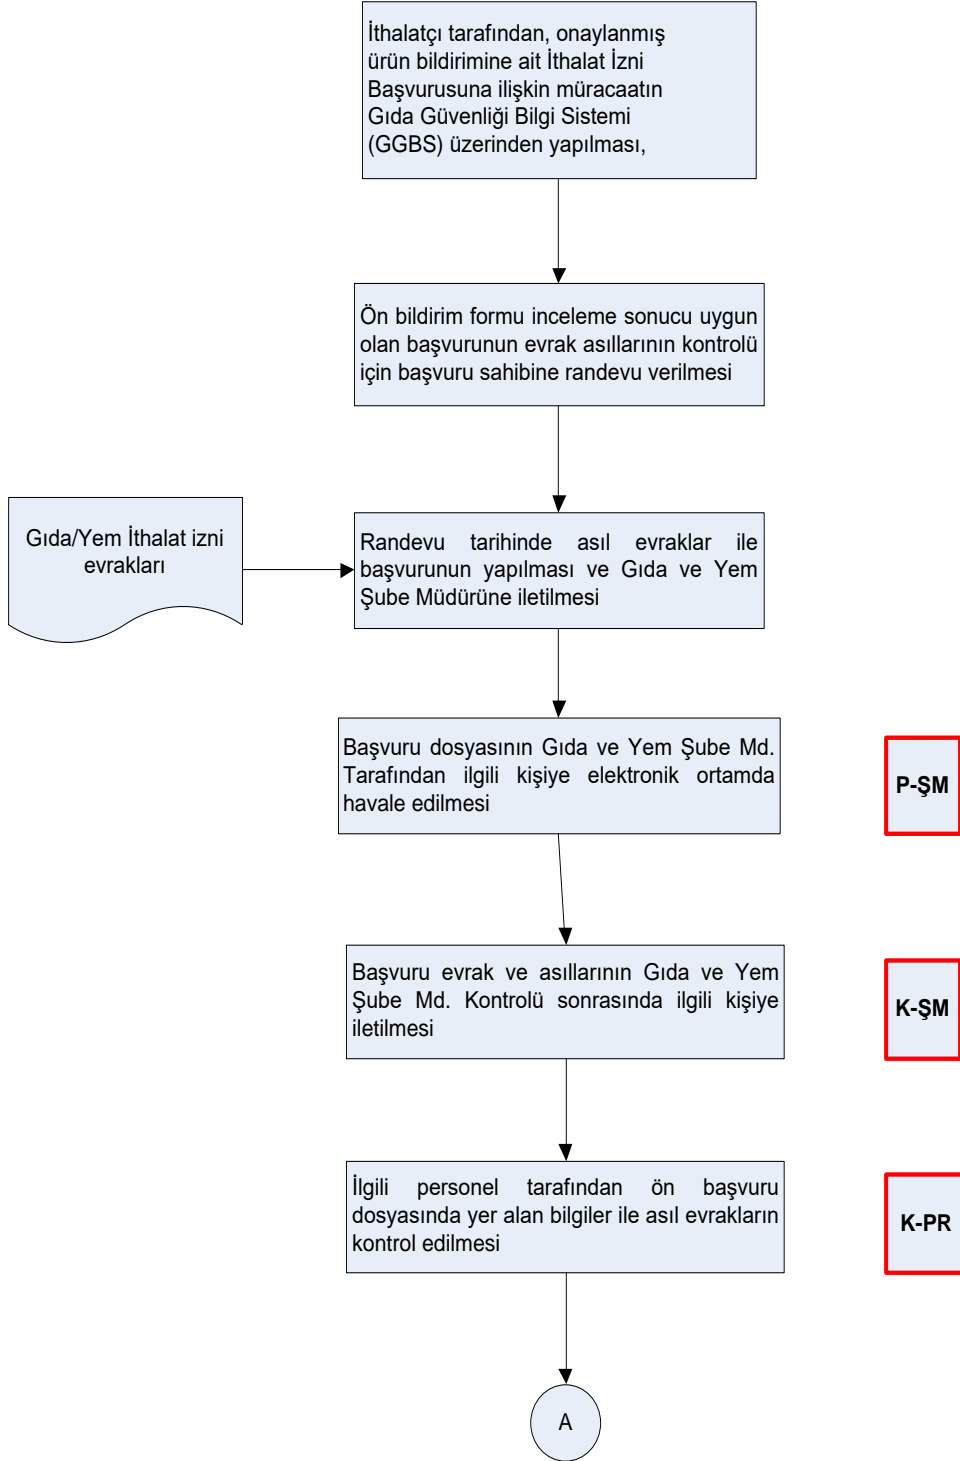 İthalatçı tarafından, onaylanmış
ürün bildirimine ait İthalat İzni
Başvurusuna ilişkin müracaatın
Gıda Güvenliği Bilgi Sistemi
(GGBS) üzerinden yapılması,
Ön bildirim formu inceleme sonucu uygun
olan başvurunun evrak asıllarının kontrolü
için başvuru sahibine randevu verilmesi
Gıda/Yem İthalat izni
evrakları
Randevu tarihinde asıl evraklar ile
başvurunun yapılması ve Gıda ve Yem
Şube Müdürüne iletilmesi
Başvuru dosyasının Gıda ve Yem Şube Md.
Tarafından ilgili kişiye elektronik ortamda
havale edilmesi
P-ŞM
Başvuru evrak ve asıllarının Gıda ve Yem
Şube Md. Kontrolü sonrasında ilgili kişiye
iletilmesi
K-ŞM
İlgili personel tarafından ön başvuru
dosyasında yer alan bilgiler ile asıl evrakların
kontrol edilmesi
K-PR
A